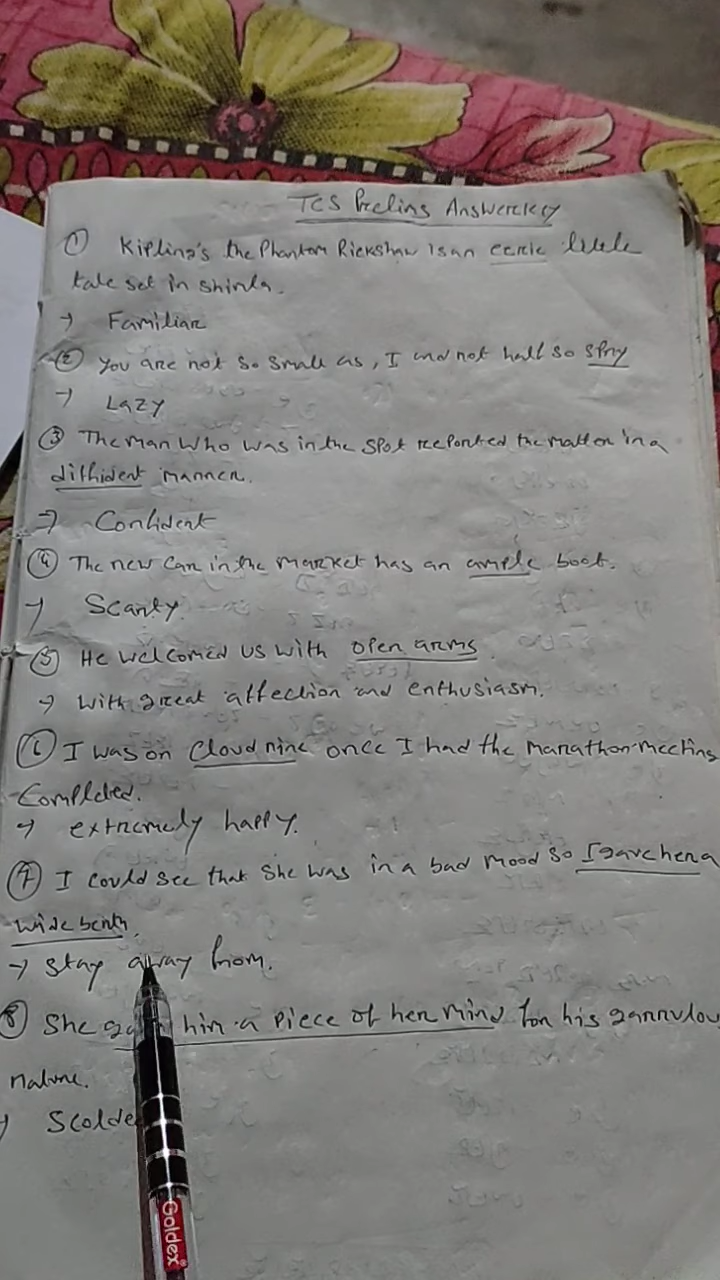 TCS Prelims Answerkey
① Kiplina's the Phantom Rickshaw is an eerie little
tale set in shimla.
→ Familiar
② You are not so small as, I and not half so spry
→ Lazy
③ The man who was in the spot reported the matter in a
diffident manner.
→ Confident
④ The new car in the market has an ample boot.
→ Scanty
⑤ He welcomed us with open arms
→ with great affection and enthusiasm.
⑥ I was on Cloud nine once I had the marathon meeting
Completed.
→ extremely happy.
⑦ I could see that she was in a bad mood so I gave her a
wide berth.
→ stay away from.
⑧ She him a piece of her mind for his garrulou
nature.
→ Scolde
Goldex